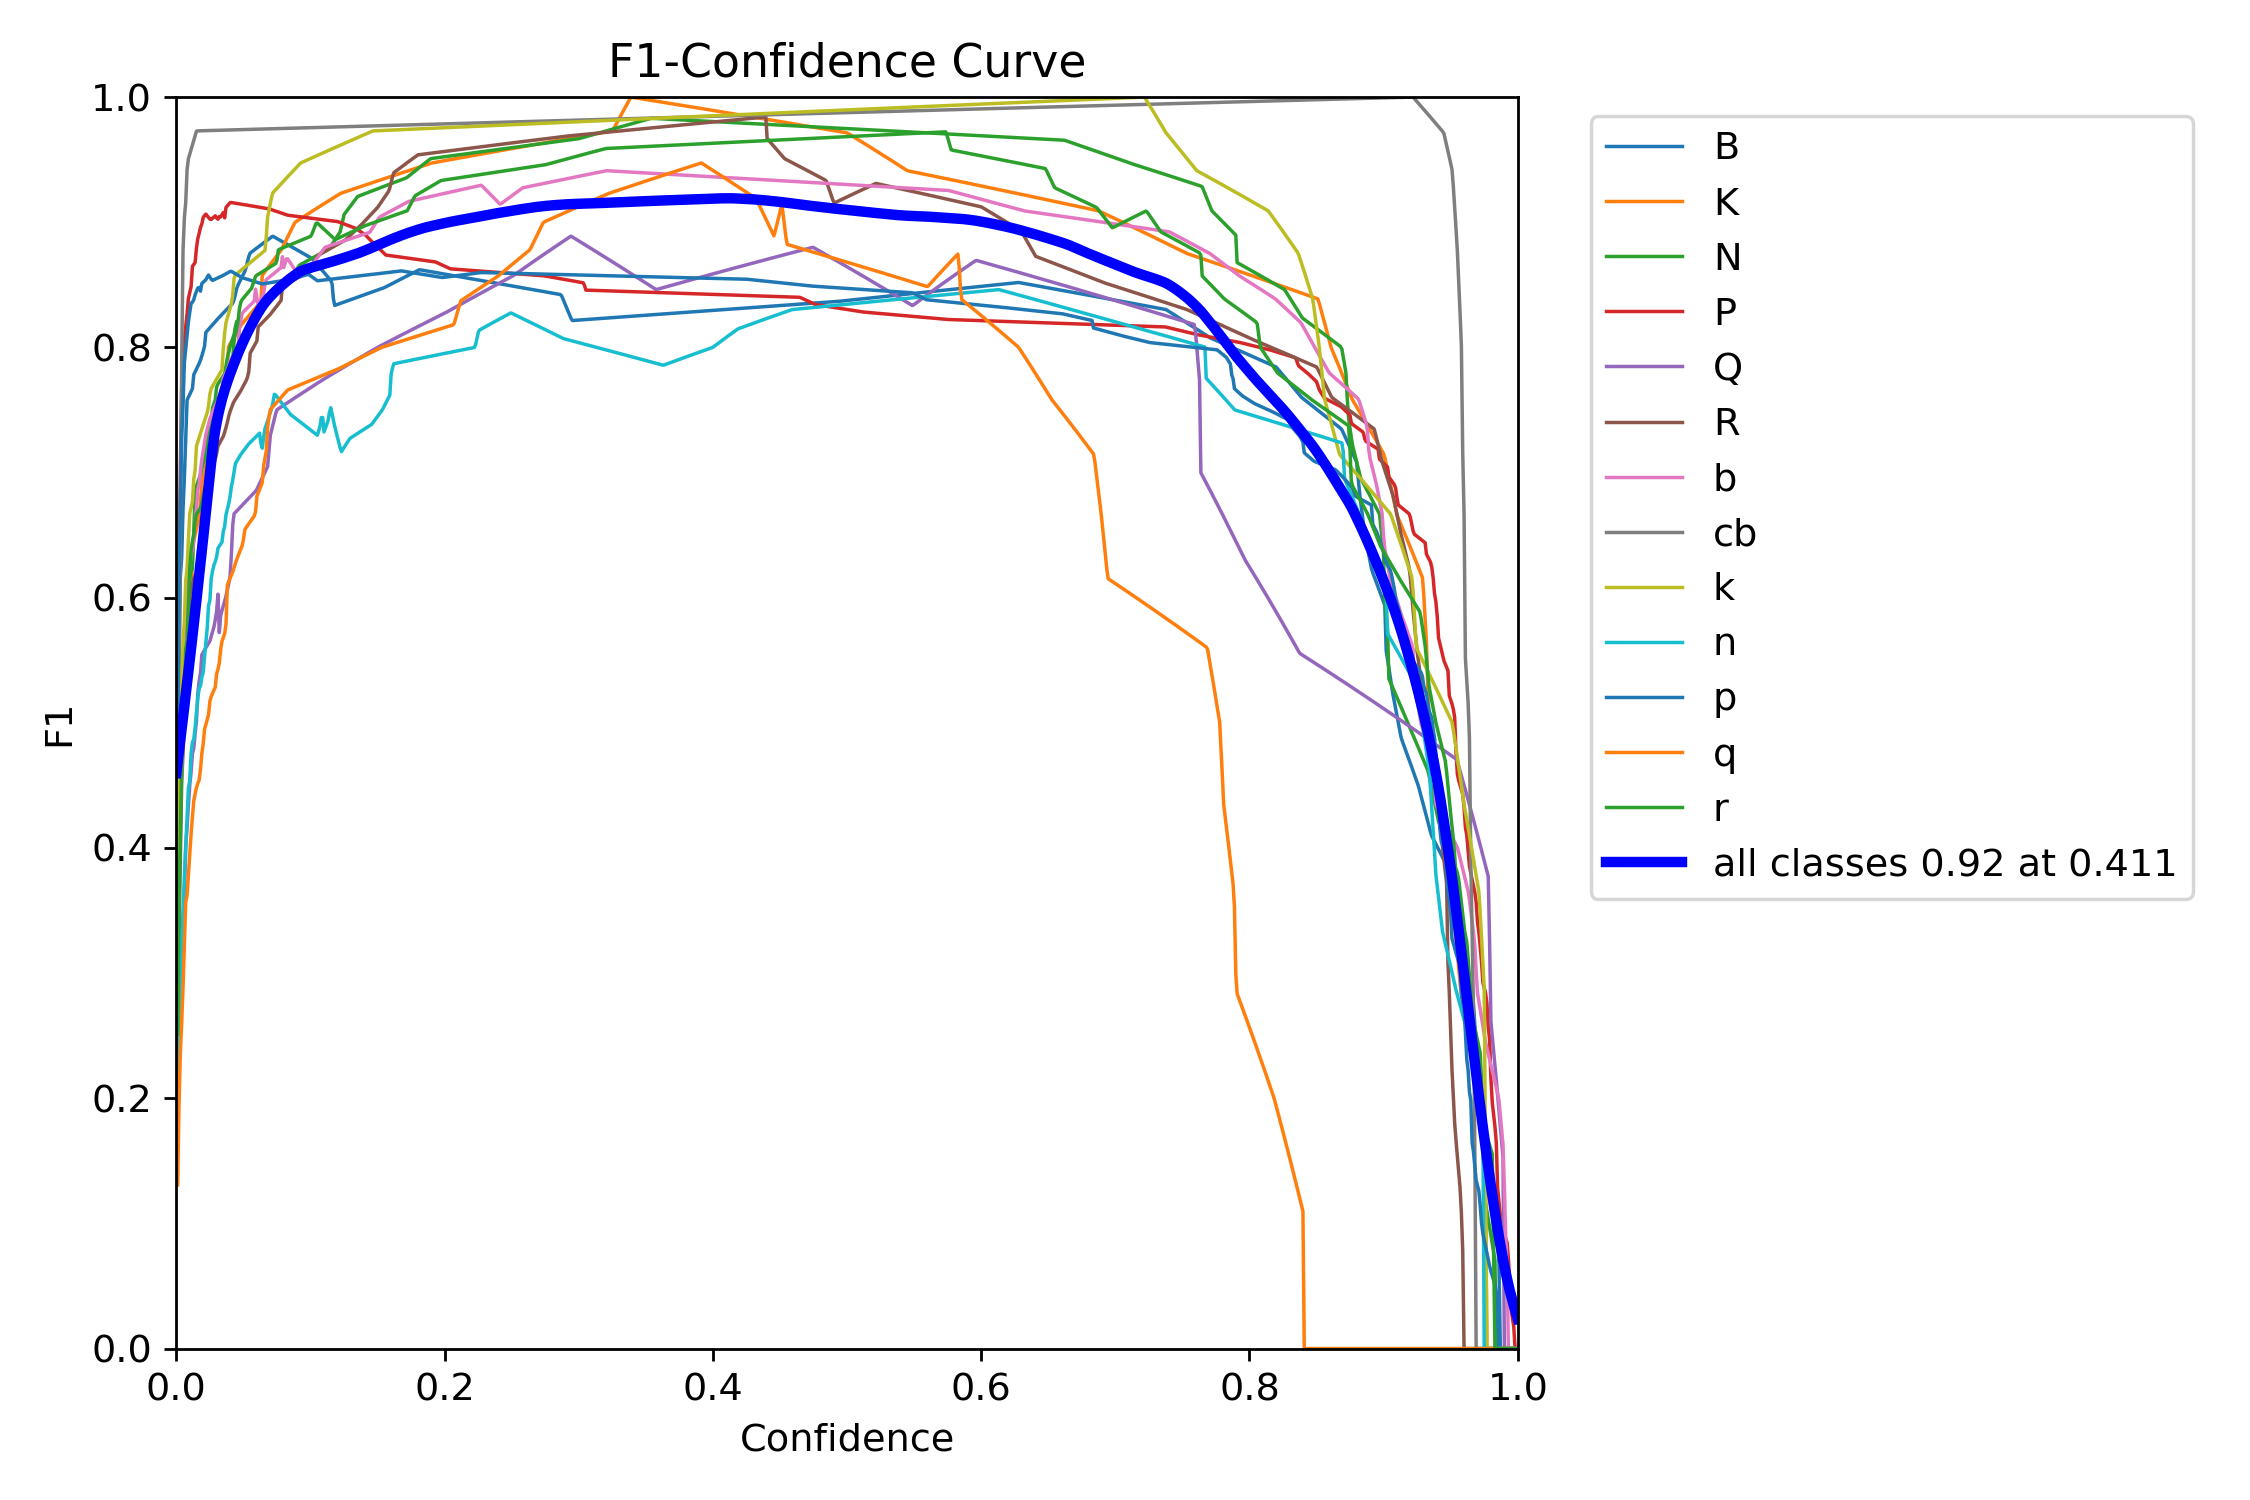 F1-Confidence Curve
1.0
0.8
0.6
0.4
0.2
0.0
F1
0.0 0.2 0.4 0.6 0.8 1.0
Confidence
B
K
N
P
Q
R
b
cb
k
n
p
q
r
all classes 0.92 at 0.411